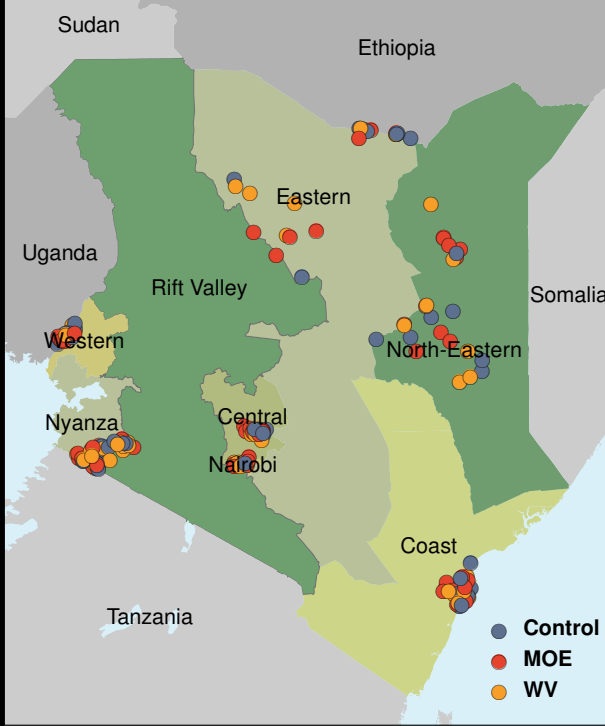 Sudan
Ethiopia
Eastern
Uganda
Rift Valley
Somalia
Western
North-Eastern
Nyanza
Central
Nairobi
Coast
Tanzania
Control
MOE
WV